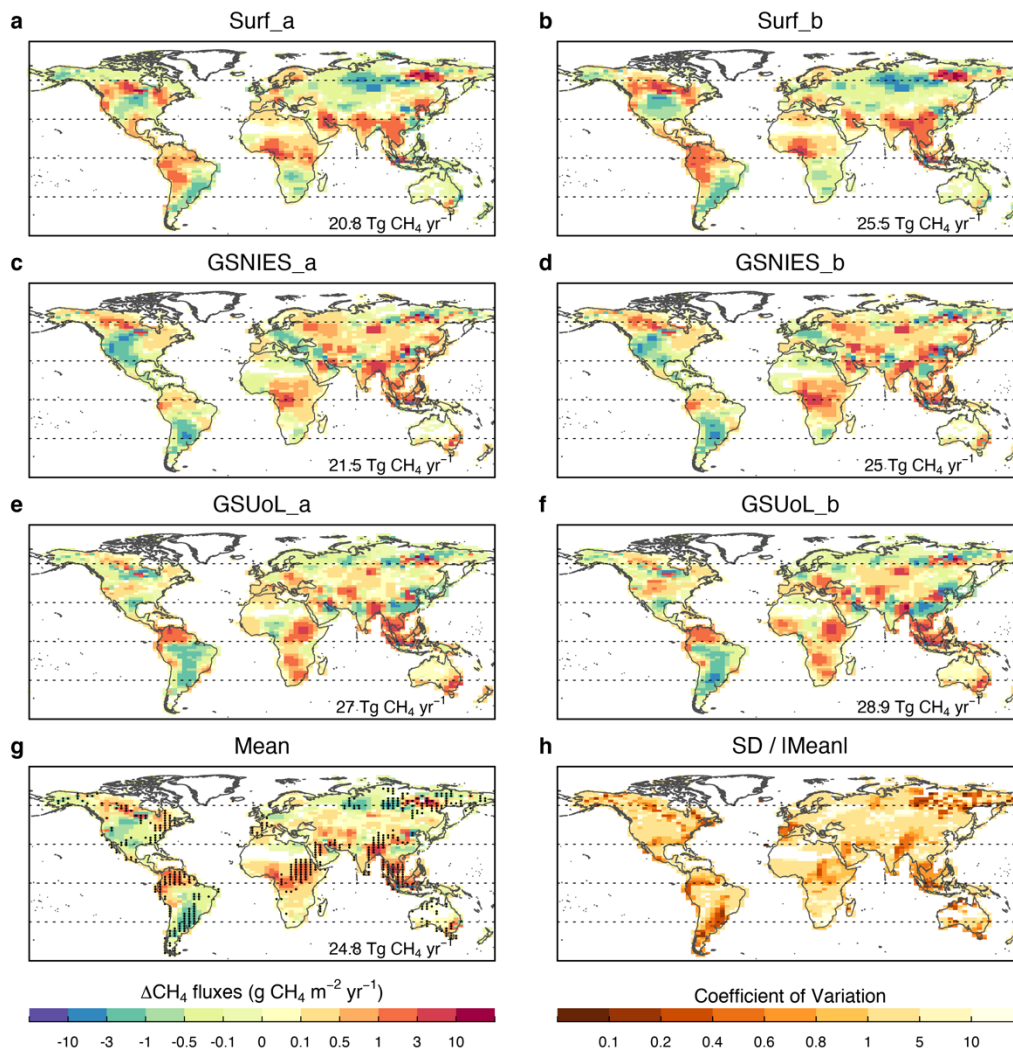 a Surf_a
b Surf_b
20.8 Tg CH₄ yr⁻¹
25.5 Tg CH₄ yr⁻¹
c GSNIES_a
d GSNIES_b
21.5 Tg CH₄ yr⁻¹
25 Tg CH₄ yr⁻¹
e GSUoL_a
f GSUoL_b
27 Tg CH₄ yr⁻¹
28.9 Tg CH₄ yr⁻¹
g Mean
h SD / |Mean|
24.8 Tg CH₄ yr⁻¹
ΔCH₄ fluxes (g CH₄ m⁻² yr⁻¹)
-10 -3 -1 -0.5 -0.1 0 0.1 0.5 1 3 10
Coefficient of Variation
0.1 0.2 0.4 0.6 0.8 1 5 10